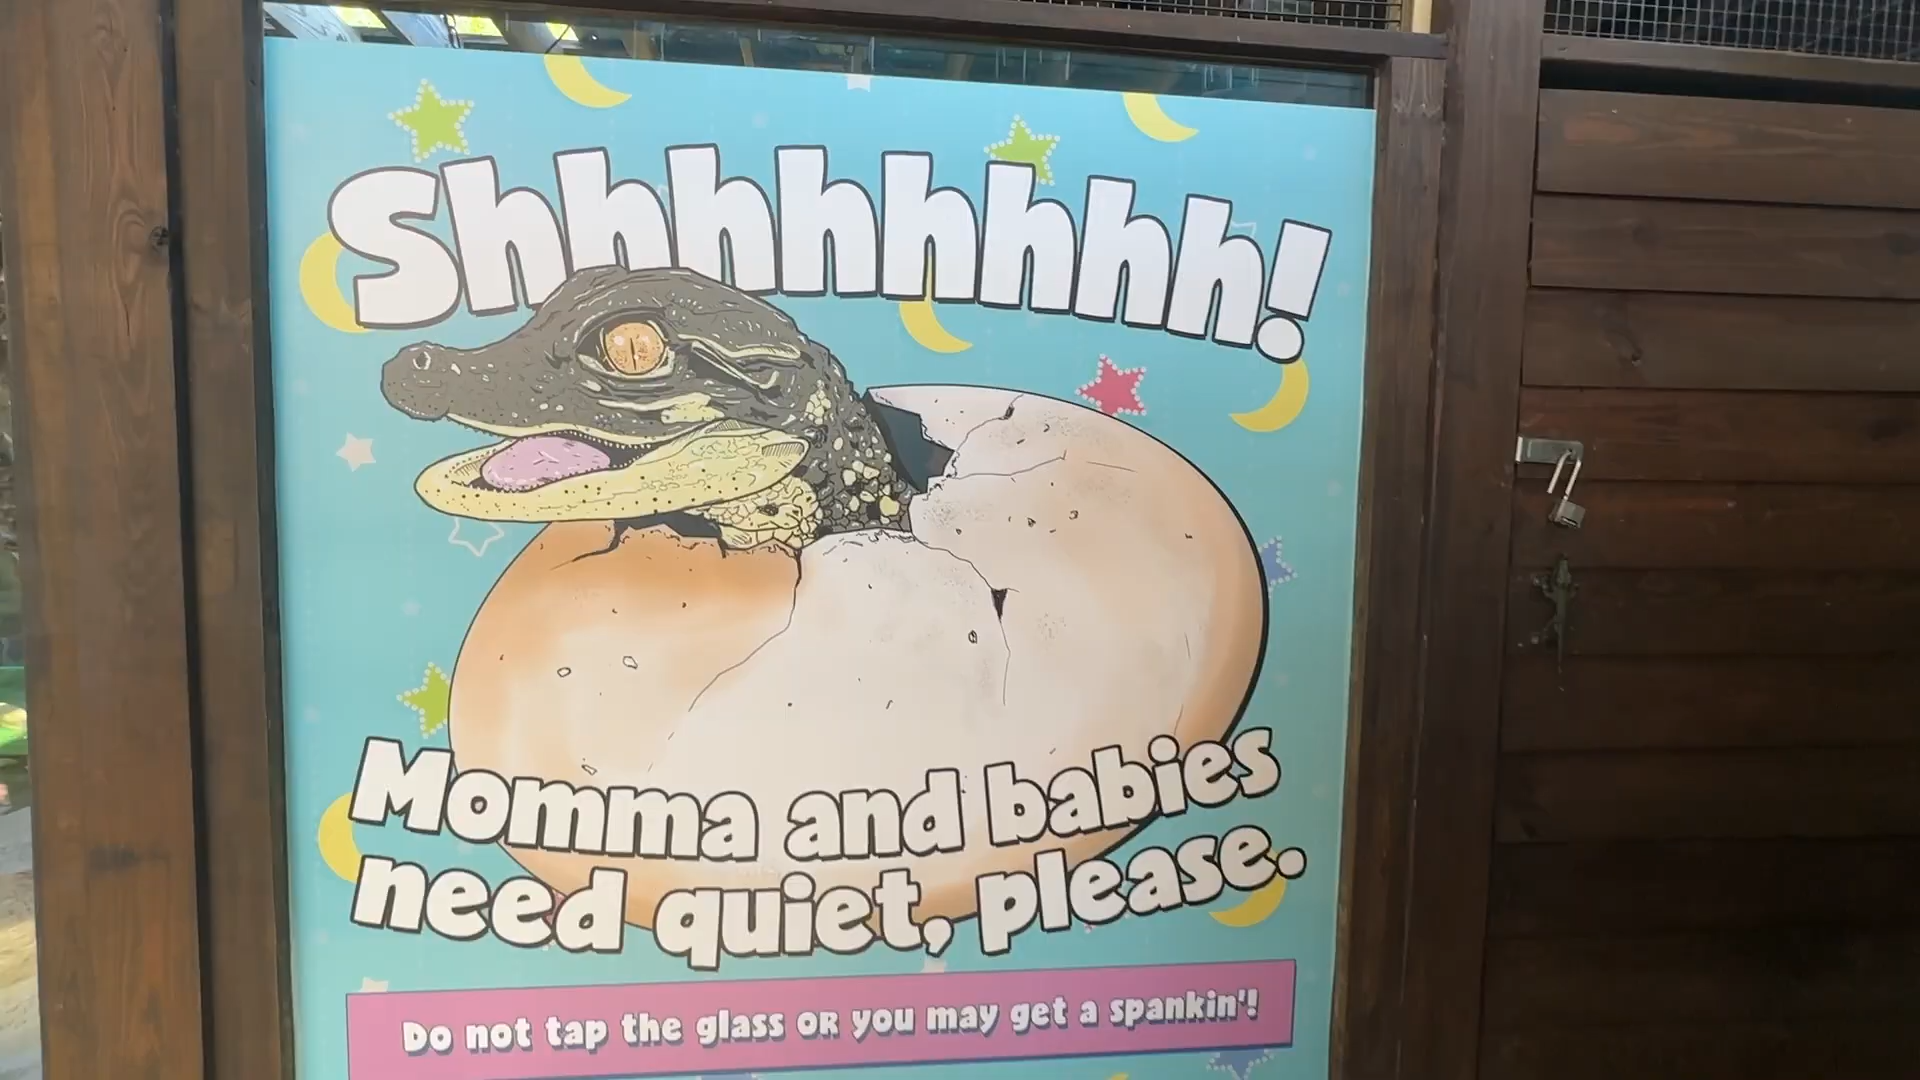 Shhhhhhhh!
Momma and babies
need quiet, please.
Do not tap the glass OR you may get a spankin'!